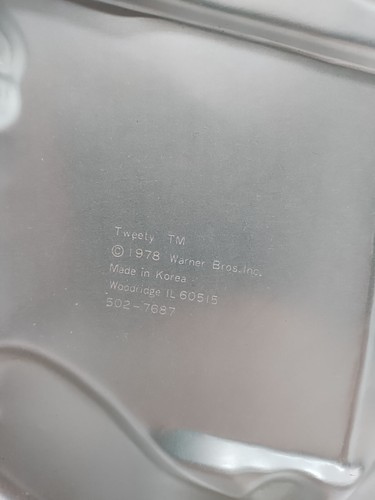 Tweety TM
© 1978 Warner Bros. Inc.
Made in Korea
Woodridge IL 60515
502-7687